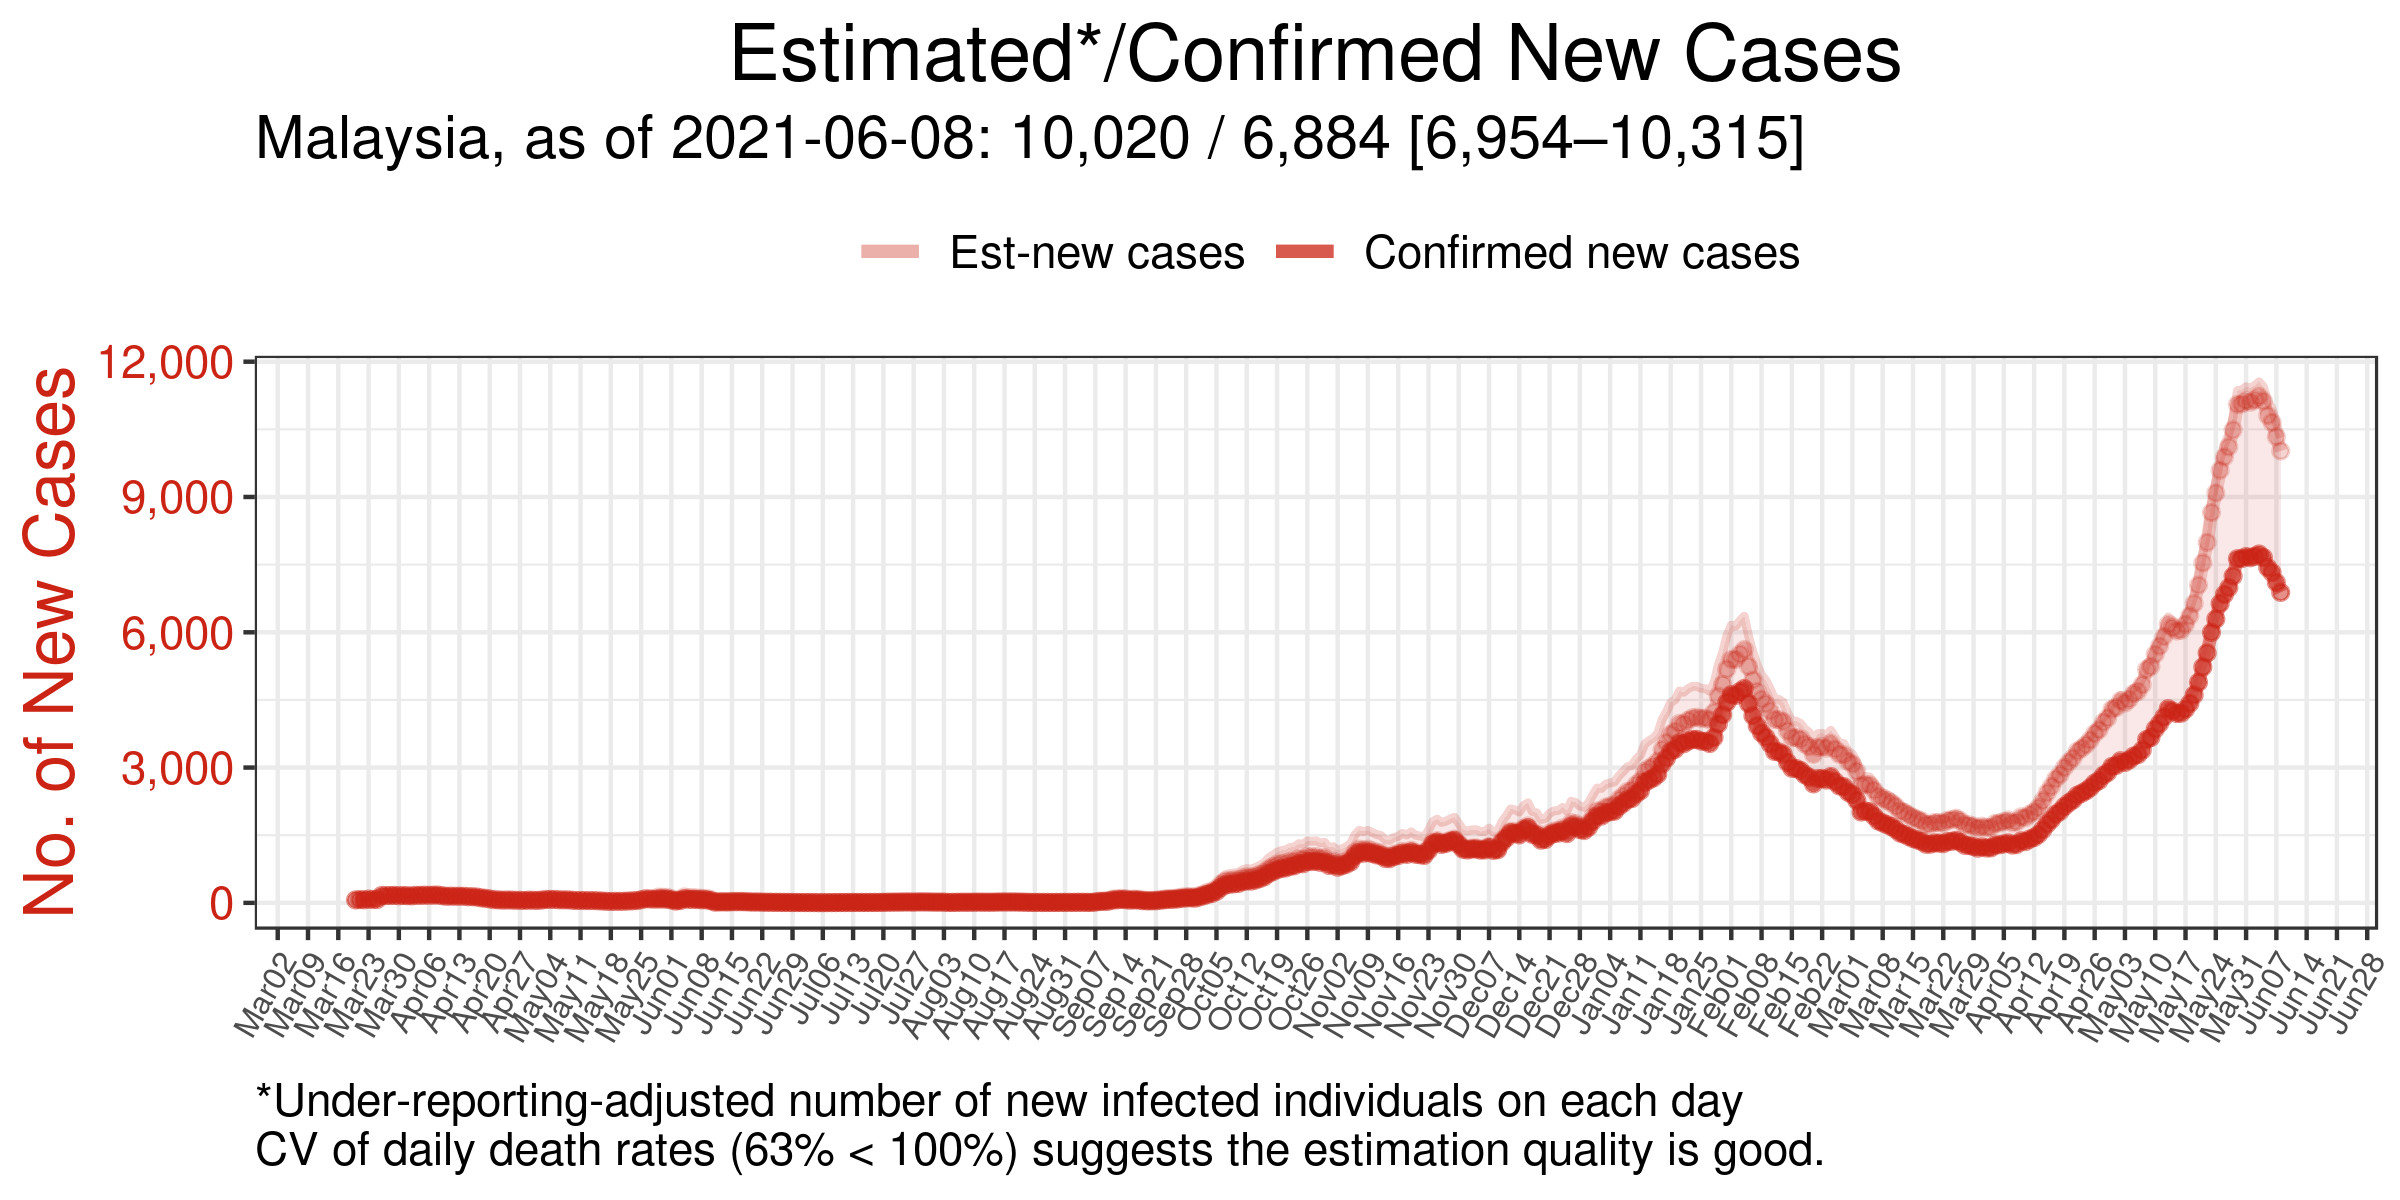 Estimated*/Confirmed New Cases
Malaysia, as of 2021-06-08: 10,020 / 6,884 [6,954–10,315]
Est-new cases
Confirmed new cases
No. of New Cases
12,000
9,000
6,000
3,000
0
Mar02
Mar09
Mar16
Mar23
Mar30
Apr06
Apr13
Apr20
Apr27
May04
May11
May18
May25
Jun01
Jun08
Jun15
Jun22
Jun29
Jul06
Jul13
Jul20
Jul27
Aug03
Aug10
Aug17
Aug24
Aug31
Sep07
Sep14
Sep21
Sep28
Oct05
Oct12
Oct19
Oct26
Nov02
Nov09
Nov16
Nov23
Nov30
Dec07
Dec14
Dec21
Dec28
Jan04
Jan11
Jan18
Jan25
Feb01
Feb08
Feb15
Feb22
Mar01
Mar08
Mar15
Mar22
Mar29
Apr05
Apr12
Apr19
Apr26
May03
May10
May17
May24
May31
Jun07
Jun14
Jun21
Jun28
*Under-reporting-adjusted number of new infected individuals on each day
CV of daily death rates (63% < 100%) suggests the estimation quality is good.